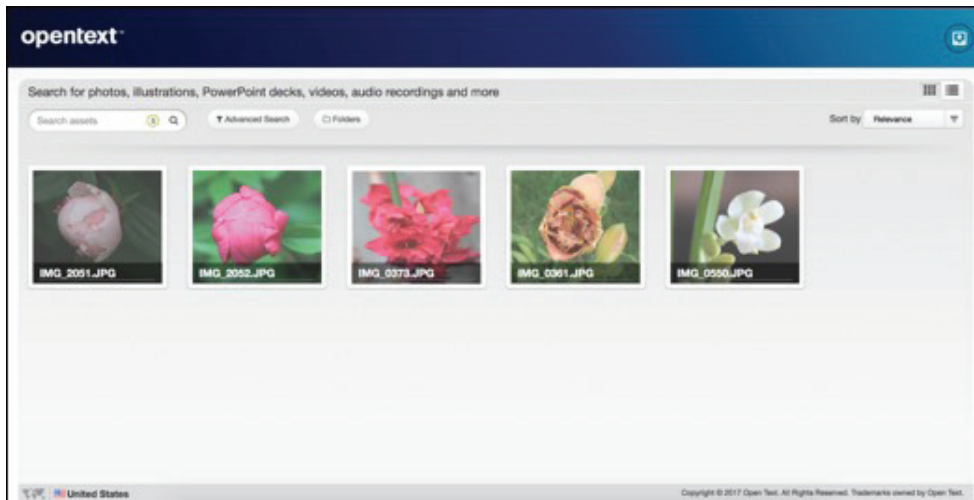 opentext™
Search for photos, illustrations, PowerPoint decks, videos, audio recordings and more
Search assets 5
Advanced Search
Folders
Sort by Relevance
IMG_2051.JPG
IMG_2052.JPG
IMG_0373.JPG
IMG_0361.JPG
IMG_0550.JPG
United States
Copyright © 2017 Open Text. All Rights Reserved. Trademarks owned by Open Text.